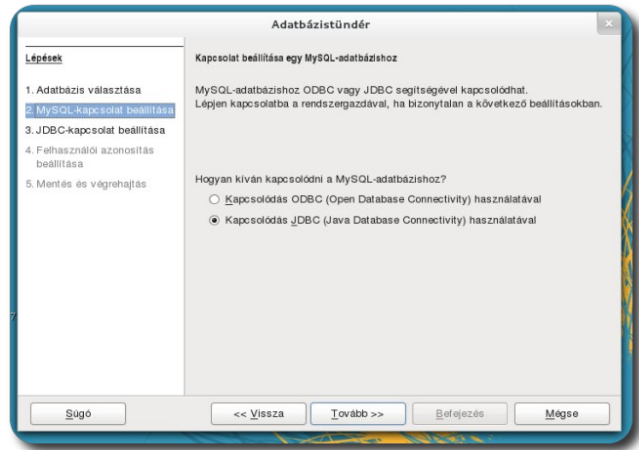 Adatbázistündér
Lépések
1. Adatbázis választása
2. MySQL-kapcsolat beállítása
3. JDBC-kapcsolat beállítása
4. Felhasználói azonosítás
beállítása
5. Mentés és végrehajtás
Kapcsolat beállítása egy MySQL-adatbázishoz
MySQL-adatbázishoz ODBC vagy JDBC segítségével kapcsolódhat.
Lépjen kapcsolatba a rendszergazdával, ha bizonytalan a következő beállításokban.
Hogyan kíván kapcsolódni a MySQL-adatbázishoz?
Kapcsolódás ODBC (Open Database Connectivity) használatával
Kapcsolódás JDBC (Java Database Connectivity) használatával
Súgó
<< Vissza
Tovább >>
Befejezés
Mégse
7